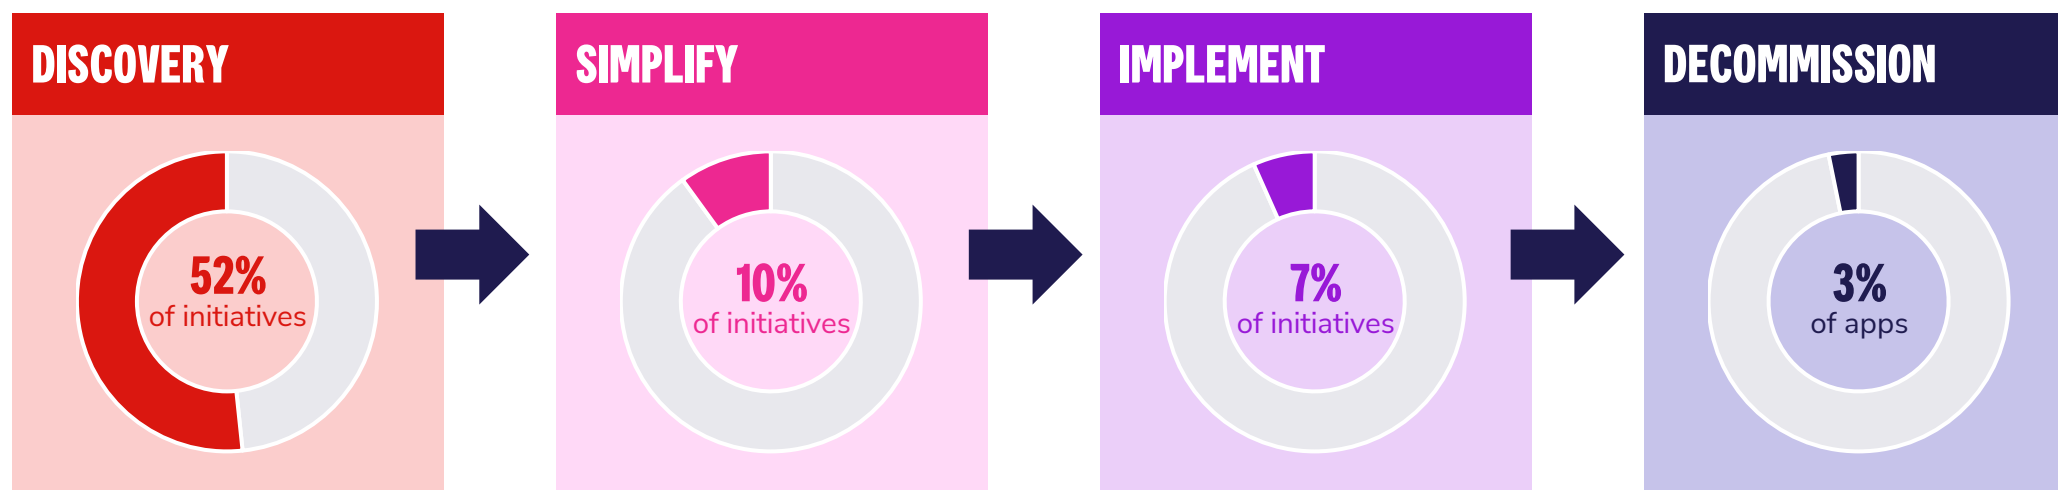 DISCOVERY
52%
of initiatives
SIMPLIFY
10%
of initiatives
IMPLEMENT
7%
of initiatives
DECOMMISSION
3%
of apps